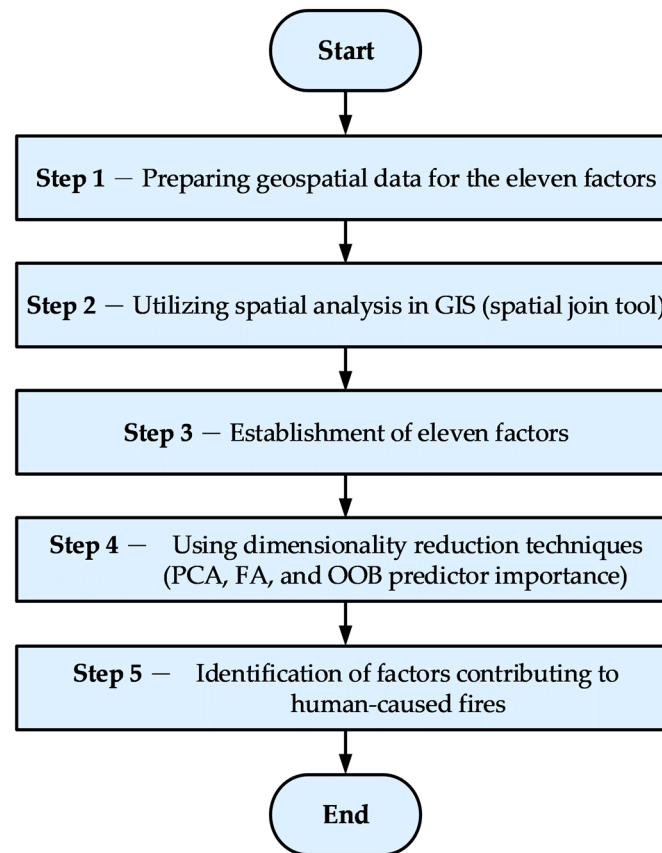 Start
Step 1 — Preparing geospatial data for the eleven factors
Step 2 — Utilizing spatial analysis in GIS (spatial join tool)
Step 3 — Establishment of eleven factors
Step 4 — Using dimensionality reduction techniques
(PCA, FA, and OOB predictor importance)
Step 5 — Identification of factors contributing to
human-caused fires
End